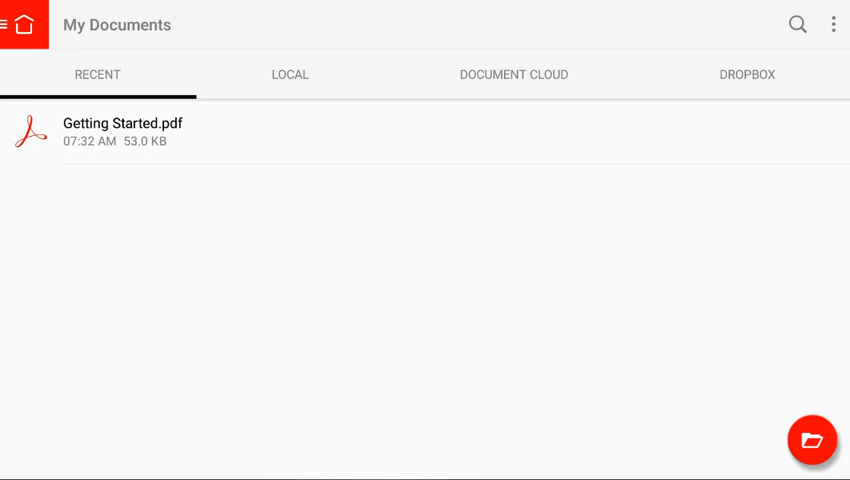 My Documents
RECENT LOCAL DOCUMENT CLOUD DROPBOX
Getting Started.pdf
07:32 AM 53.0 KB